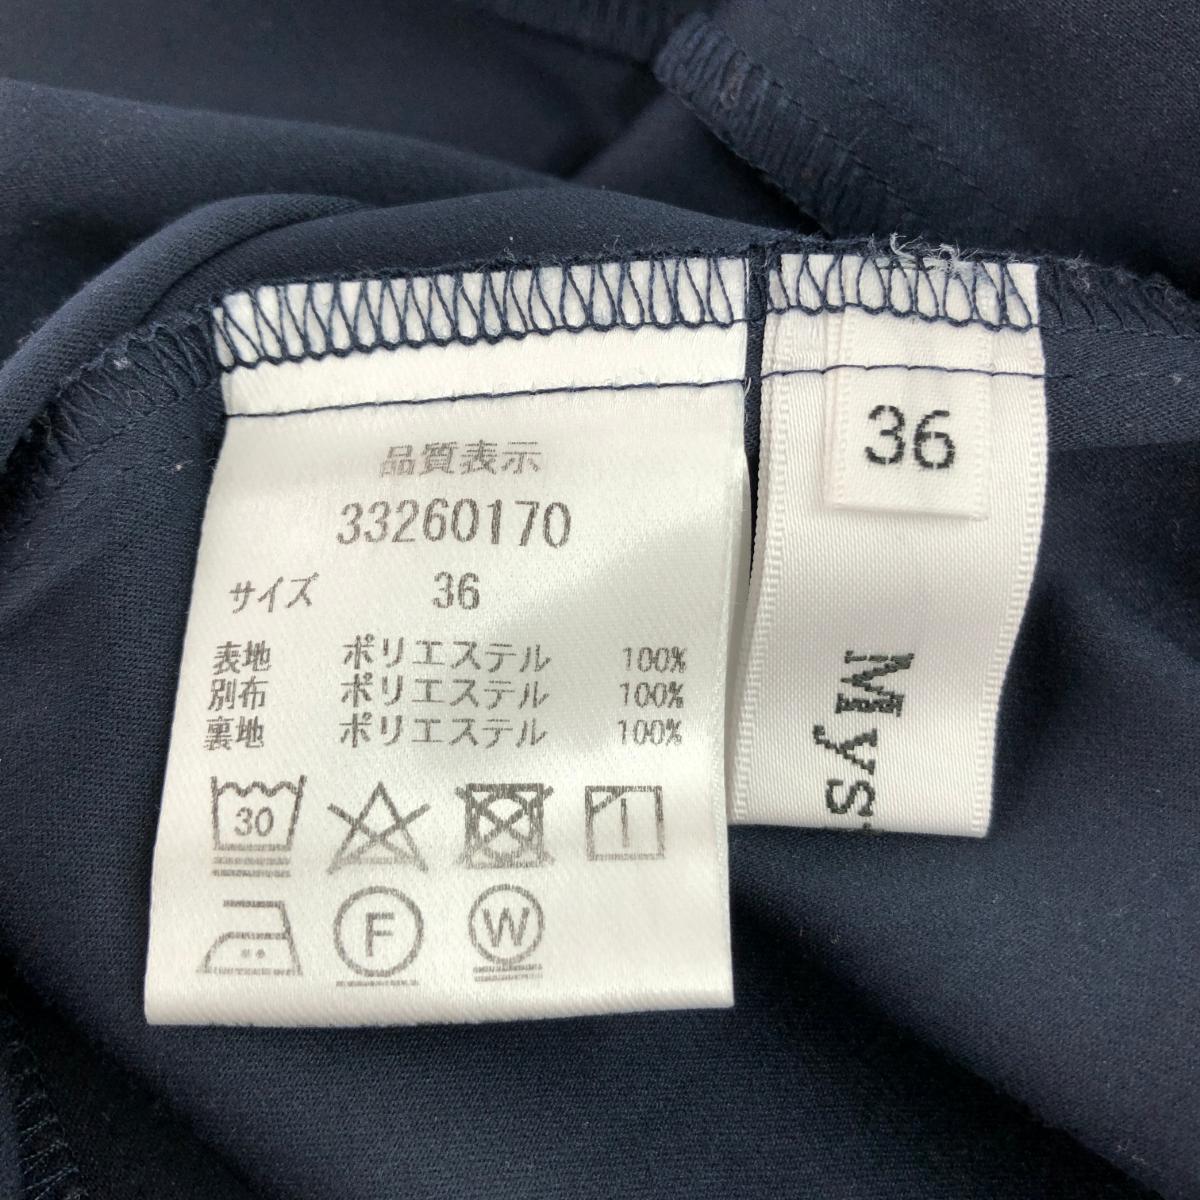 品質表示
33260170
サイズ 36
表地 ポリエステル 100%
別布 ポリエステル 100%
裏地 ポリエステル 100%
30
F
W
36
Mys